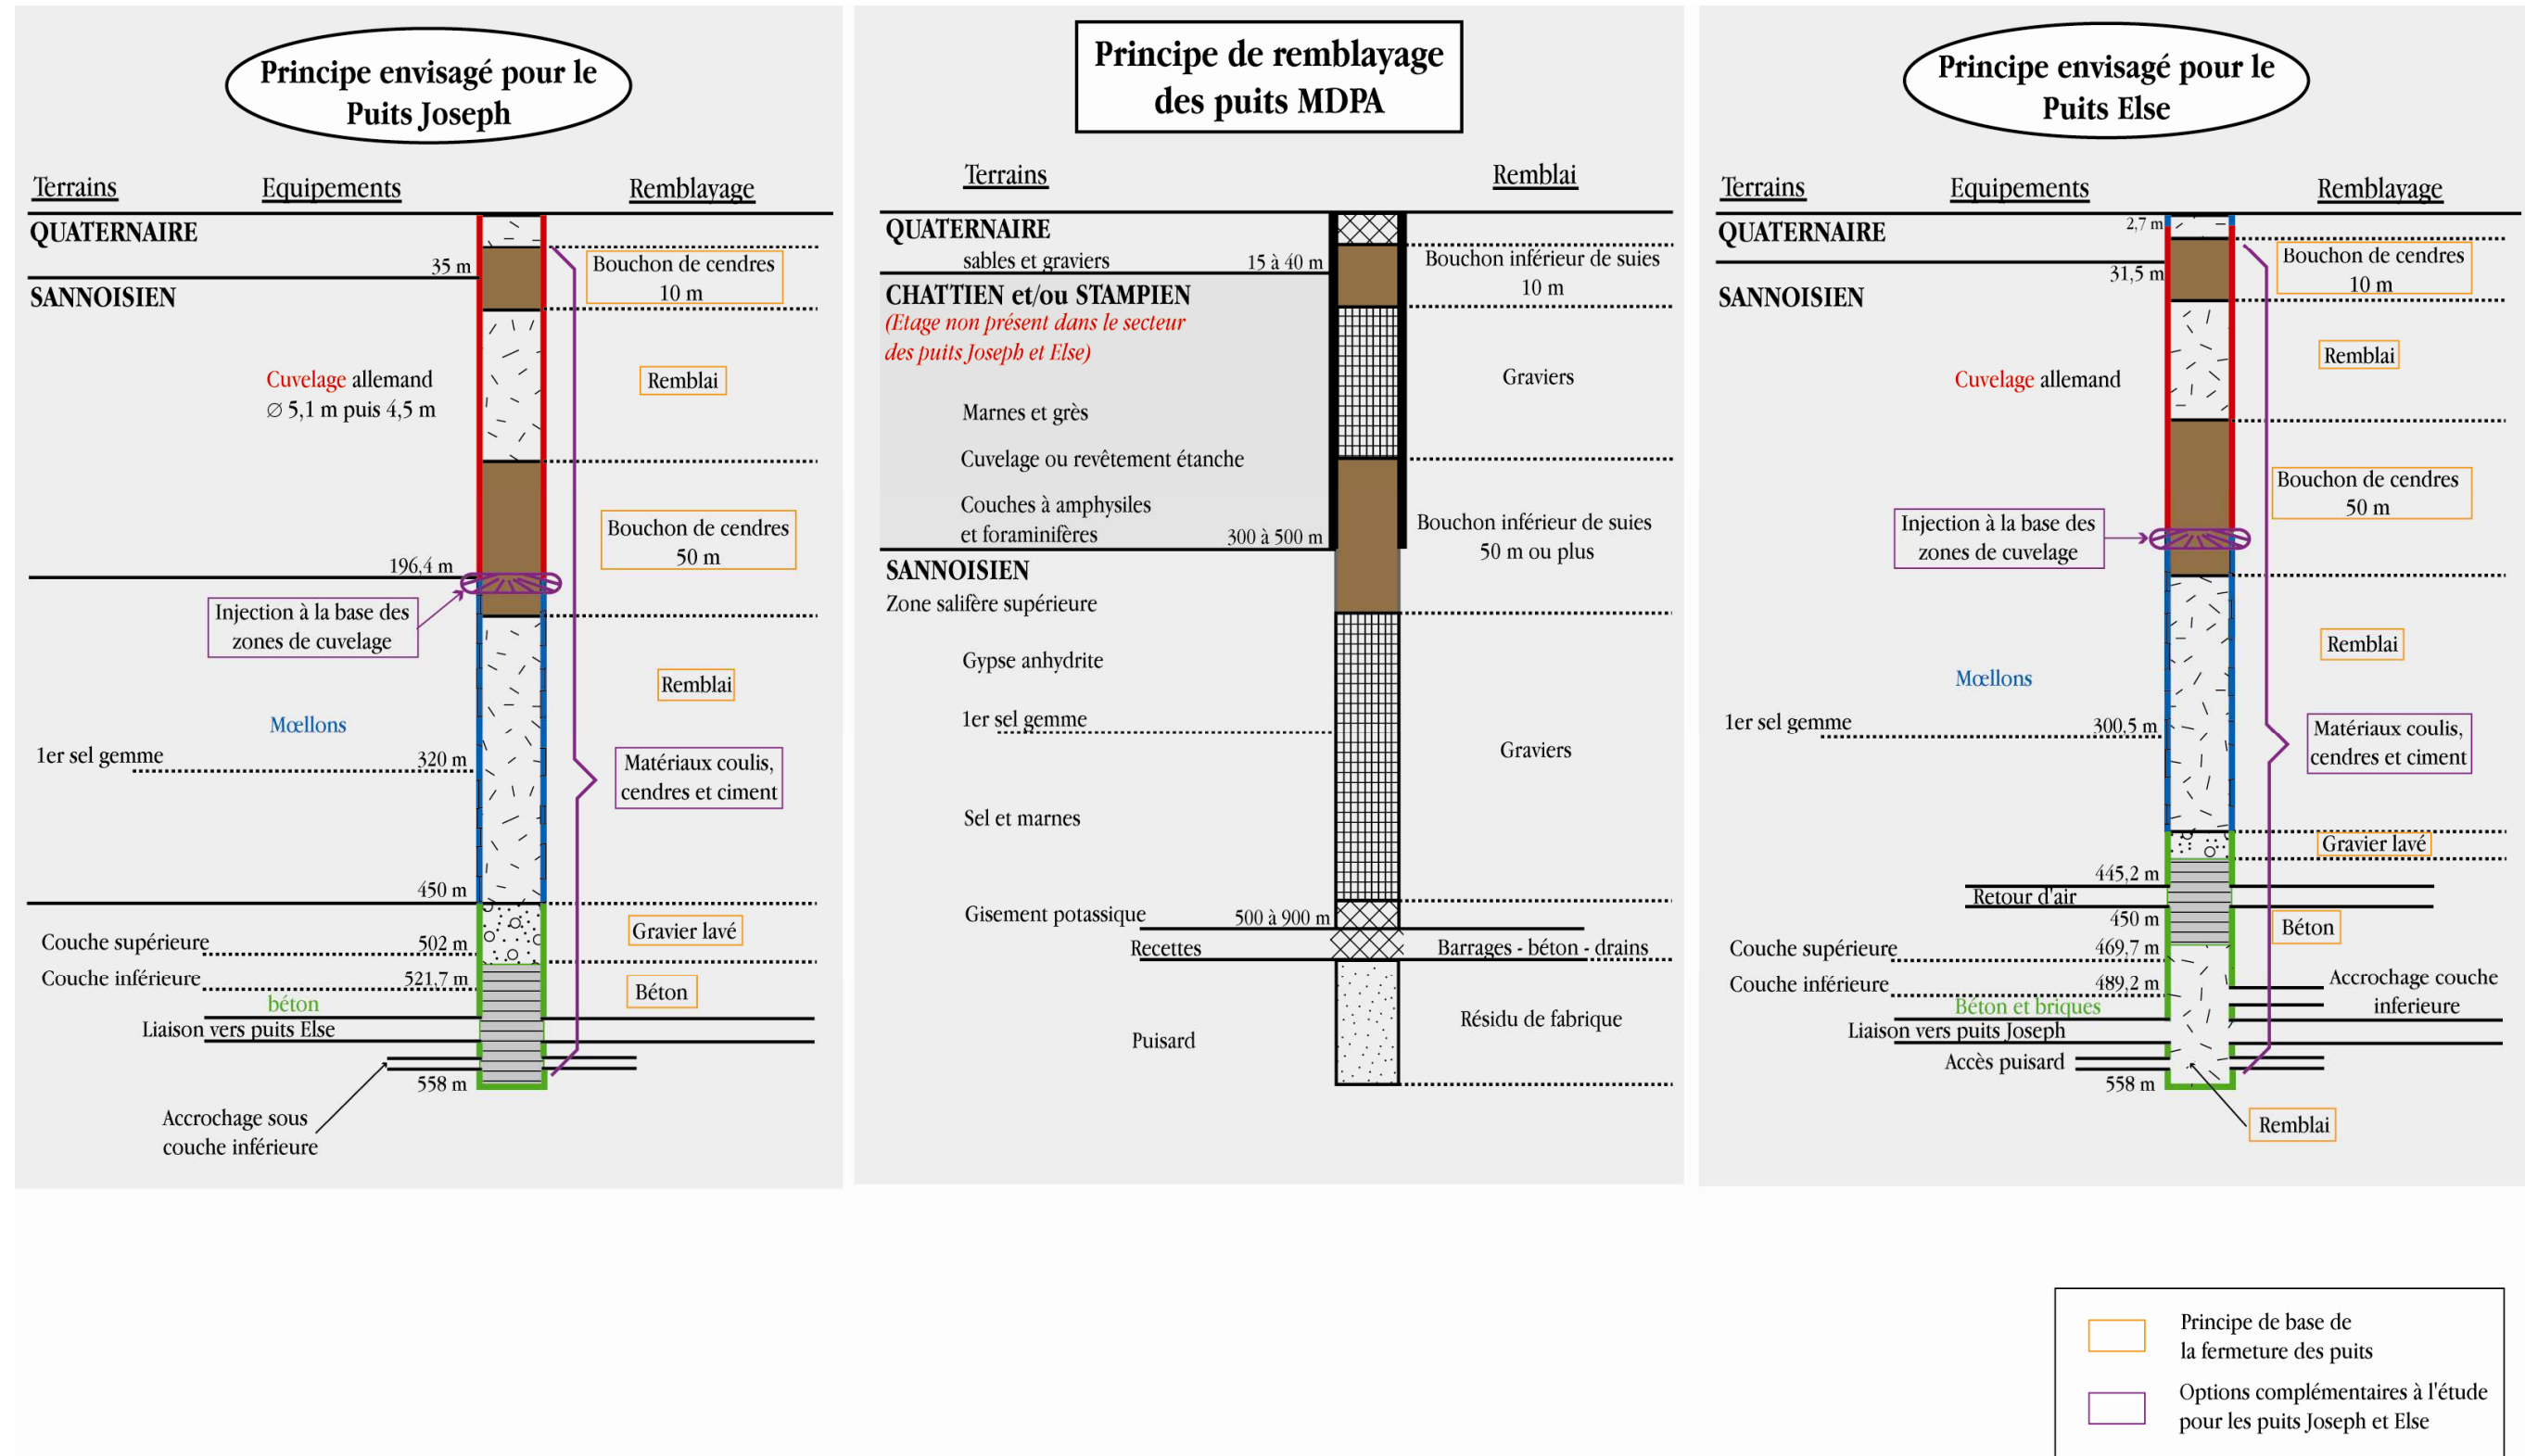 Principe envisagé pour le
Puits Joseph
Terrains
Equipements
Remblayage
QUATERNAIRE
35 m
Bouchon de cendres
10 m
SANNOISIEN
Cuvelage allemand
∅ 5,1 m puis 4,5 m
Remblai
Bouchon de cendres
50 m
196,4 m
Injection à la base des
zones de cuvelage
Remblai
Mœllons
1er sel gemme
320 m
Matériaux coulis,
cendres et ciment
450 m
Gravier lavé
Couche supérieure
502 m
Couche inférieure
521,7 m
Béton
béton
Liaison vers puits Else
558 m
Accrochage sous
couche inférieure
Principe de remblayage
des puits MDPA
Terrains
Remblai
QUATERNAIRE
sables et graviers
15 à 40 m
Bouchon inférieur de suies
10 m
CHATTIEN et/ou STAMPIEN
(Etage non présent dans le secteur
des puits Joseph et Else)
Graviers
Marnes et grès
Cuvelage ou revêtement étanche
Couches à amphysiles
et foraminifères
300 à 500 m
Bouchon inférieur de suies
50 m ou plus
SANNOISIEN
Zone salifère supérieure
Gypse anhydrite
1er sel gemme
Graviers
Sel et marnes
Gisement potassique
500 à 900 m
Recettes
Barrages - béton - drains
Puisard
Résidu de fabrique
Principe envisagé pour le
Puits Else
Terrains
Equipements
Remblayage
2,7 m
QUATERNAIRE
31,5 m
Bouchon de cendres
10 m
SANNOISIEN
Remblai
Cuvelage allemand
Bouchon de cendres
50 m
Injection à la base des
zones de cuvelage
Remblai
Mœllons
1er sel gemme
300,5 m
Matériaux coulis,
cendres et ciment
Gravier lavé
445,2 m
Retour d'air
450 m
Béton
Couche supérieure
469,7 m
Couche inférieure
489,2 m
Accrochage couche
inferieure
Béton et briques
Liaison vers puits Joseph
Accès puisard
558 m
Remblai
Principe de base de
la fermeture des puits
Options complémentaires à l'étude
pour les puits Joseph et Else